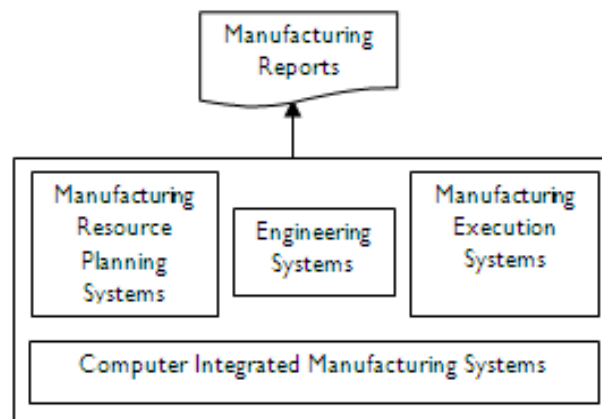 Manufacturing
Reports
Manufacturing
Resource
Planning
Systems
Engineering
Systems
Manufacturing
Execution
Systems
Computer Integrated Manufacturing Systems